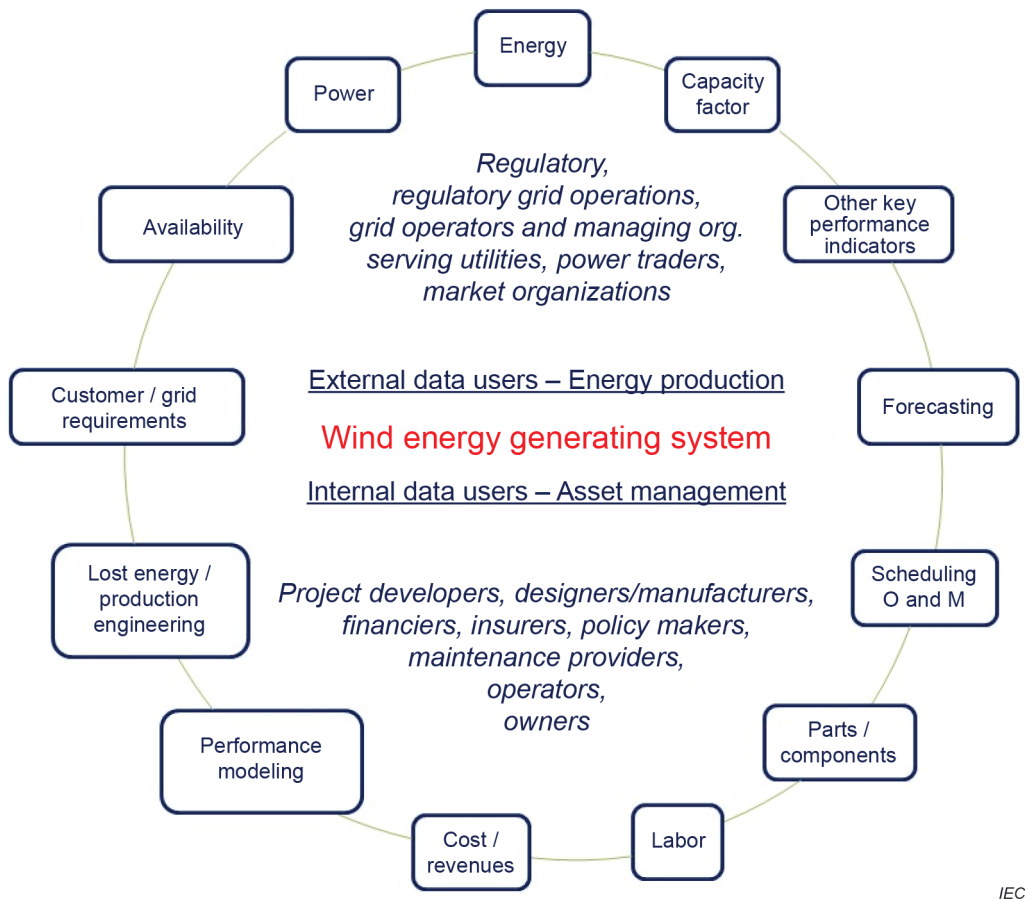 Energy
Capacity
factor
Power
Regulatory,
regulatory grid operations,
grid operators and managing org.
serving utilities, power traders,
market organizations
Availability
Other key
performance
indicators
External data users – Energy production
Customer / grid
requirements
Forecasting
Wind energy generating system
Internal data users – Asset management
Lost energy /
production
engineering
Scheduling
O and M
Project developers, designers/manufacturers,
financiers, insurers, policy makers,
maintenance providers,
operators,
owners
Performance
modeling
Parts /
components
Cost /
revenues
Labor
IEC